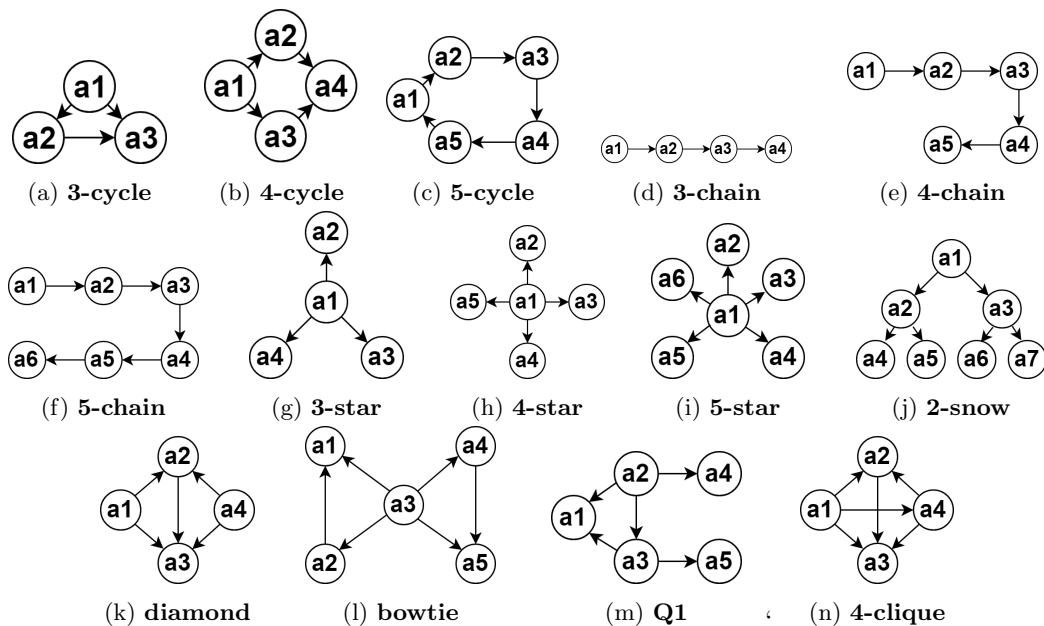 a1
a2 a3
(a) 3-cycle
a2
a1 a4
a3
(b) 4-cycle
a2 a3
a1
a5 a4
(c) 5-cycle
a1 a2 a3 a4
(d) 3-chain
a1 a2 a3
a5 a4
(e) 4-chain
a1 a2 a3
a6 a5 a4
(f) 5-chain
a2
a1
a4 a3
(g) 3-star
a2
a5 a1 a3
a4
(h) 4-star
a2
a6 a3
a1
a5 a4
(i) 5-star
a1
a2 a3
a4 a5 a6 a7
(j) 2-snow
a2
a1 a4
a3
(k) diamond
a1 a4
a3
a2 a5
(l) bowtie
a2 a4
a1
a3 a5
(m) Q1
a2
a1 a4
a3
(n) 4-clique